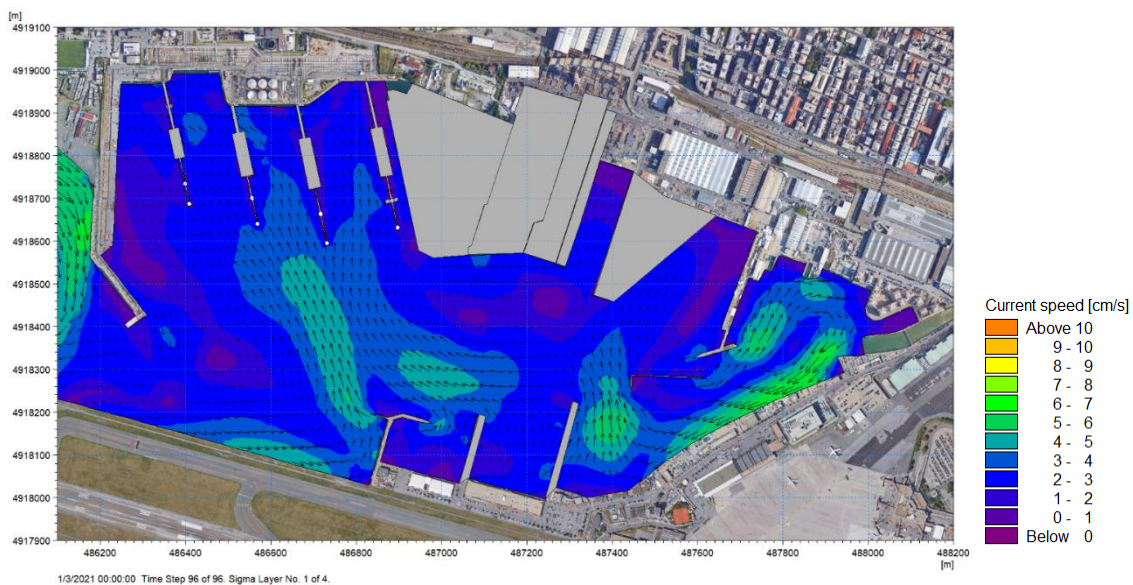 [m]
4919100
4919000
4918900
4918800
4918700
4918600
4918500
4918400
4918300
4918200
4918100
4918000
4917900
486200 486400 486600 486800 487000 487200 487400 487600 487800 488000 488200
[m]
1/3/2021 00:00:00 Time Step 96 of 96. Sigma Layer No. 1 of 4.
Current speed [cm/s]
Above 10
9 - 10
8 - 9
7 - 8
6 - 7
5 - 6
4 - 5
3 - 4
2 - 3
1 - 2
0 - 1
Below 0